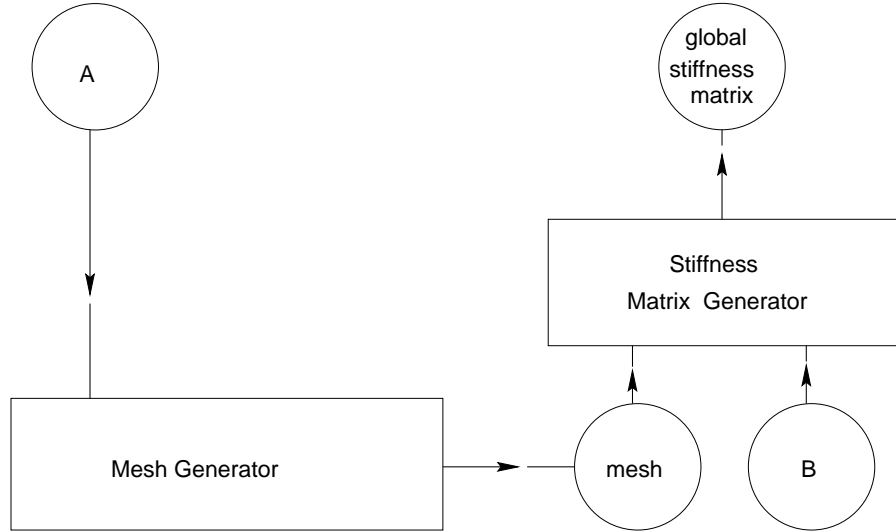 A
global
stiffness
matrix
Stiffness
Matrix Generator
Mesh Generator
mesh
B